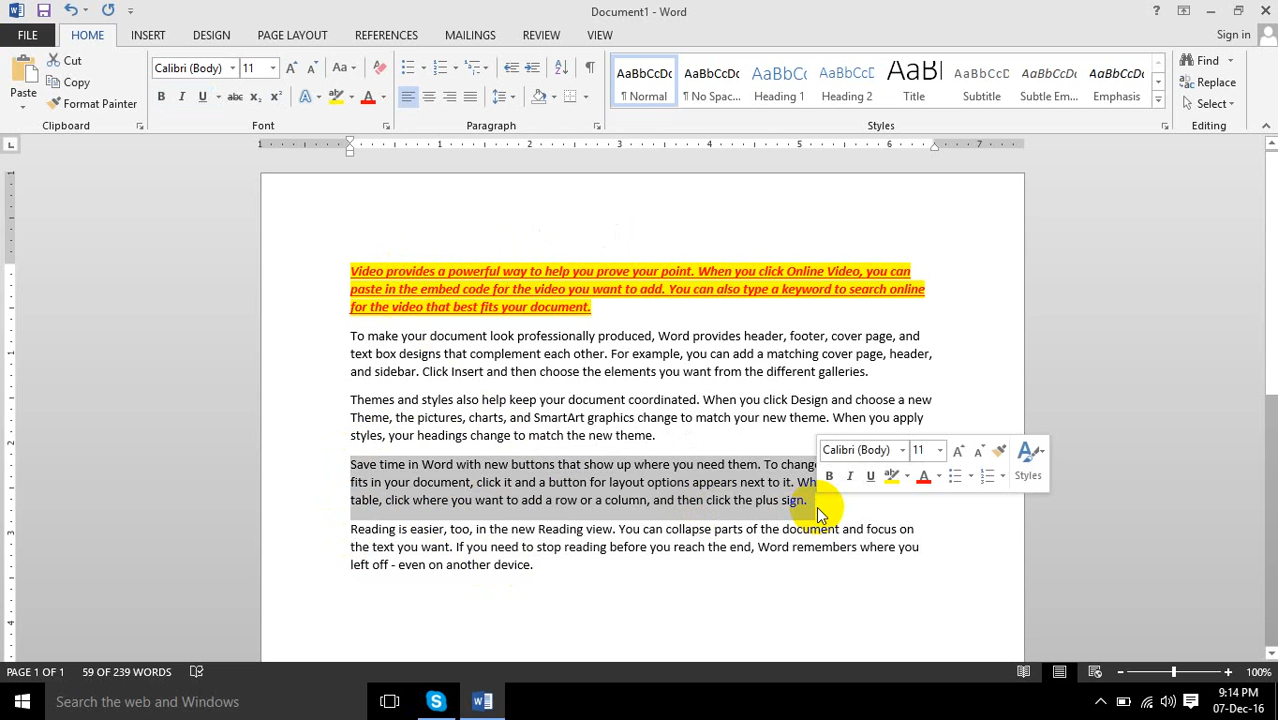 Document1 - Word
FILE HOME INSERT DESIGN PAGE LAYOUT REFERENCES MAILINGS REVIEW VIEW Sign in
Paste Cut Copy Format Painter Clipboard
Calibri (Body) 11 Aa Font
Paragraph
AaBbCcDc ¶ Normal
AaBbCcDc ¶ No Spac...
AaBbCc Heading 1
AaBbCcC Heading 2
AaBb Title
AaBbCcD Subtitle
AaBbCcDc Subtle Em...
AaBbCcDc Emphasis
Styles
Find Replace Select Editing
1 1 2 3 4 5 6 7
Video provides a powerful way to help you prove your point. When you click Online Video, you can
paste in the embed code for the video you want to add. You can also type a keyword to search online
for the video that best fits your document.
To make your document look professionally produced, Word provides header, footer, cover page, and
text box designs that complement each other. For example, you can add a matching cover page, header,
and sidebar. Click Insert and then choose the elements you want from the different galleries.
Themes and styles also help keep your document coordinated. When you click Design and choose a new
Theme, the pictures, charts, and SmartArt graphics change to match your new theme. When you apply
styles, your headings change to match the new theme.
Save time in Word with new buttons that show up where you need them. To change
fits in your document, click it and a button for layout options appears next to it. Wh
table, click where you want to add a row or a column, and then click the plus sign.
Calibri (Body) 11
B I U A Styles
Reading is easier, too, in the new Reading view. You can collapse parts of the document and focus on
the text you want. If you need to stop reading before you reach the end, Word remembers where you
left off - even on another device.
PAGE 1 OF 1 59 OF 239 WORDS 100%
Search the web and Windows
9:14 PM
07-Dec-16